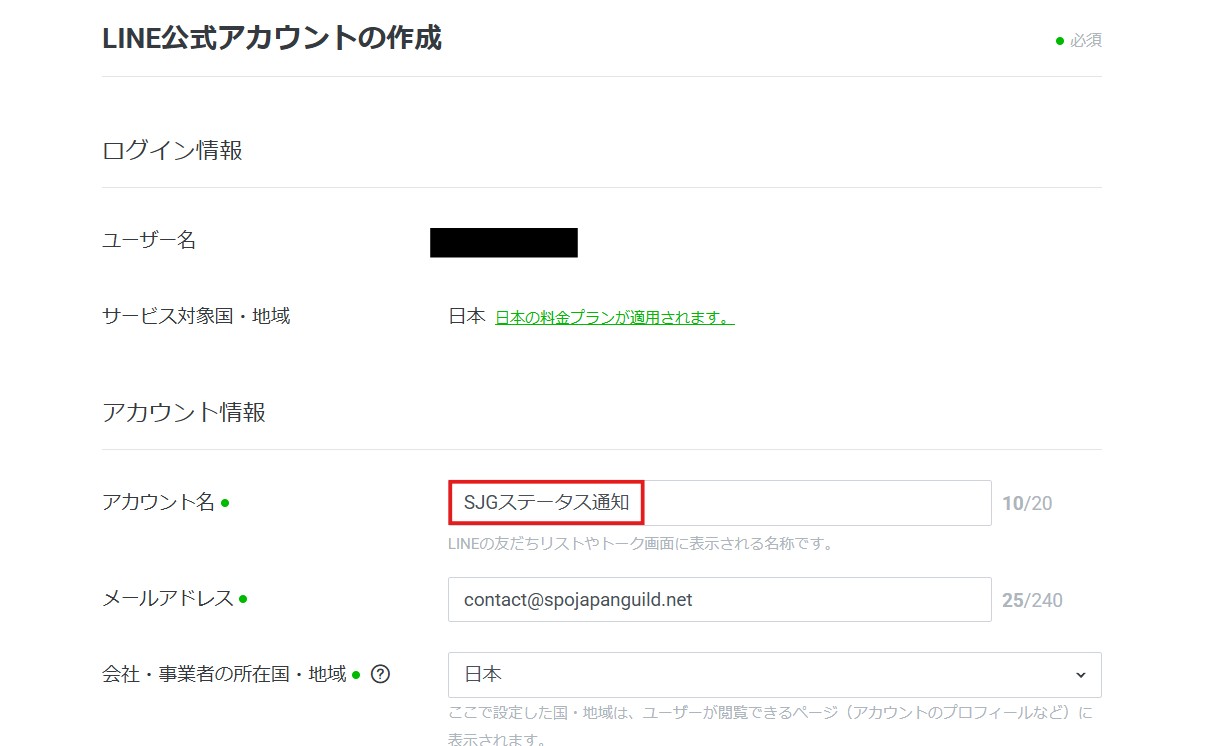 LINE公式アカウントの作成
必須
ログイン情報
ユーザー名
サービス対象国・地域
日本 日本の料金プランが適用されます。
アカウント情報
アカウント名
SJGステータス通知
10/20
LINEの友だちリストやトーク画面に表示される名称です。
メールアドレス
contact@spojapanguild.net
25/240
会社・事業者の所在国・地域 ?
日本
ここで設定した国・地域は、ユーザーが閲覧できるページ（アカウントのプロフィールなど）に
表示されます。